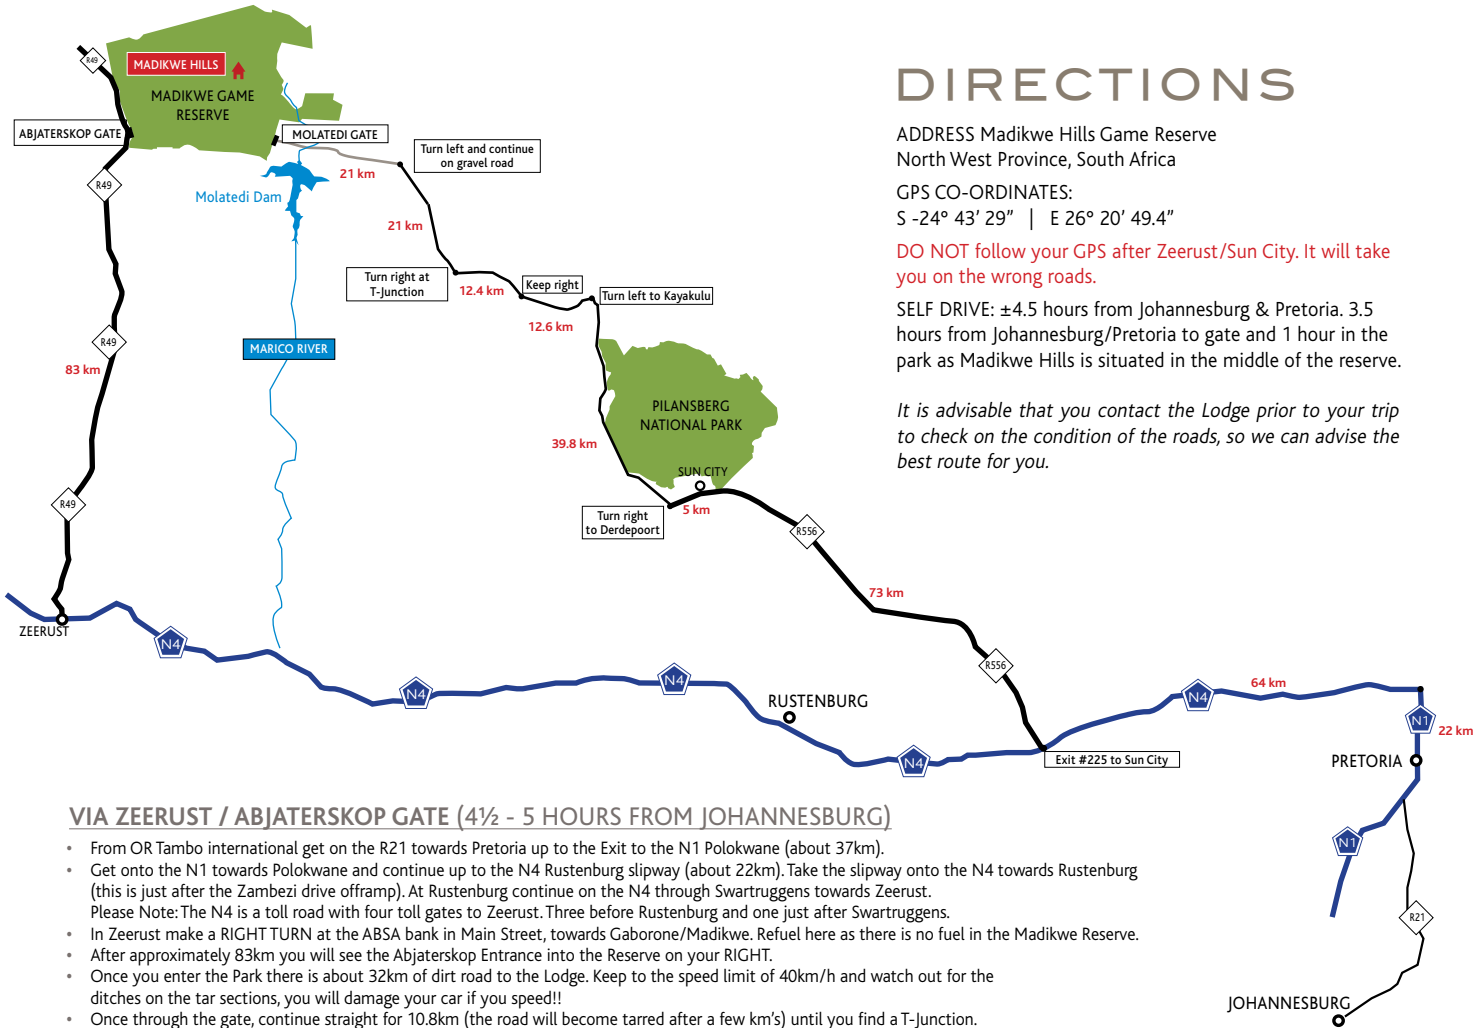 R49
MADIKWE HILLS
MADIKWE GAME
RESERVE
ABJATERSKOP GATE
MOLATEDI GATE
Turn left and continue
on gravel road
21 km
R49
Molatedi Dam
21 km
Turn right at
T-Junction
12.4 km
Keep right
Turn left to Kayakulu
12.6 km
R49
MARICO RIVER
83 km
PILANSBERG
NATIONAL PARK
39.8 km
SUN CITY
R49
5 km
Turn right
to Derdepoort
R556
73 km
ZEERUST
N4
R556
N4
N4
RUSTENBURG
N4
64 km
N4
N1
22 km
Exit #225 to Sun City
PRETORIA
N1
R21
JOHANNESBURG
DIRECTIONS
ADDRESS Madikwe Hills Game Reserve
North West Province, South Africa
GPS CO-ORDINATES:
S -24° 43’ 29” | E 26° 20’ 49.4”
DO NOT follow your GPS after Zeerust/Sun City. It will take
you on the wrong roads.
SELF DRIVE: ±4.5 hours from Johannesburg & Pretoria. 3.5
hours from Johannesburg/Pretoria to gate and 1 hour in the
park as Madikwe Hills is situated in the middle of the reserve.
It is advisable that you contact the Lodge prior to your trip
to check on the condition of the roads, so we can advise the
best route for you.
VIA ZEERUST / ABJATERSKOP GATE (4½ - 5 HOURS FROM JOHANNESBURG)
• From OR Tambo international get on the R21 towards Pretoria up to the Exit to the N1 Polokwane (about 37km).
• Get onto the N1 towards Polokwane and continue up to the N4 Rustenburg slipway (about 22km). Take the slipway onto the N4 towards Rustenburg
(this is just after the Zambezi drive offramp). At Rustenburg continue on the N4 through Swartruggens towards Zeerust.
Please Note: The N4 is a toll road with four toll gates to Zeerust. Three before Rustenburg and one just after Swartruggens.
• In Zeerust make a RIGHT TURN at the ABSA bank in Main Street, towards Gaborone/Madikwe. Refuel here as there is no fuel in the Madikwe Reserve.
• After approximately 83km you will see the Abjaterskop Entrance into the Reserve on your RIGHT.
• Once you enter the Park there is about 32km of dirt road to the Lodge. Keep to the speed limit of 40km/h and watch out for the
ditches on the tar sections, you will damage your car if you speed!!
• Once through the gate, continue straight for 10.8km (the road will become tarred after a few km’s) until you find a T-Junction.